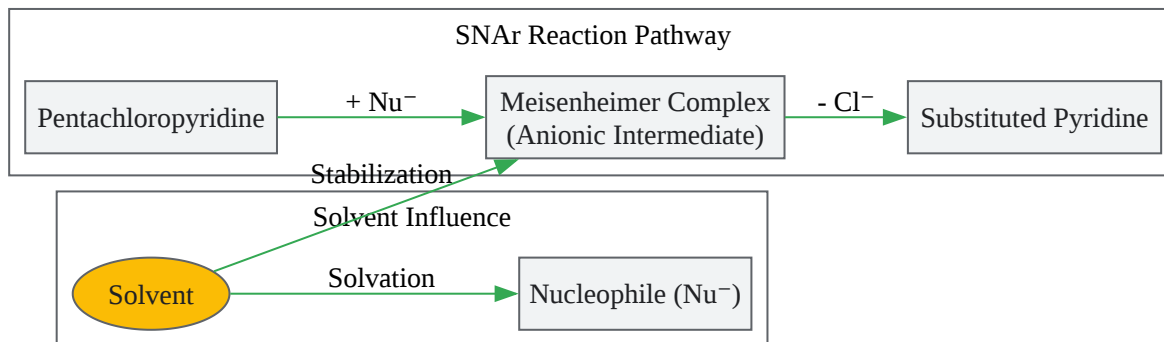 SNAr Reaction Pathway
Pentachloropyridine
+ Nu⁻
Meisenheimer Complex
(Anionic Intermediate)
- Cl⁻
Substituted Pyridine
Stabilization
Solvent Influence
Solvent
Solvation
Nucleophile (Nu⁻)